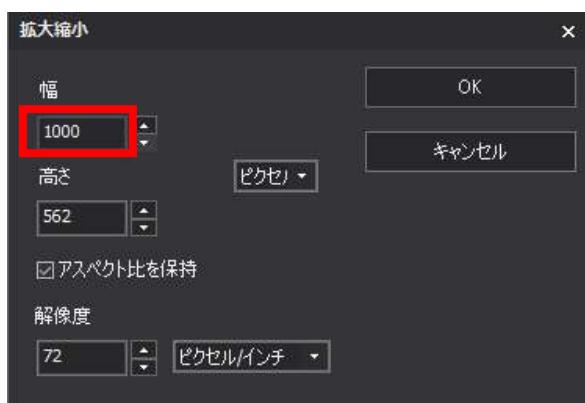 拡大縮小
幅
OK
1000
キャンセル
高さ
ピクセル
562
アスペクト比を保持
解像度
72 ピクセル/インチ